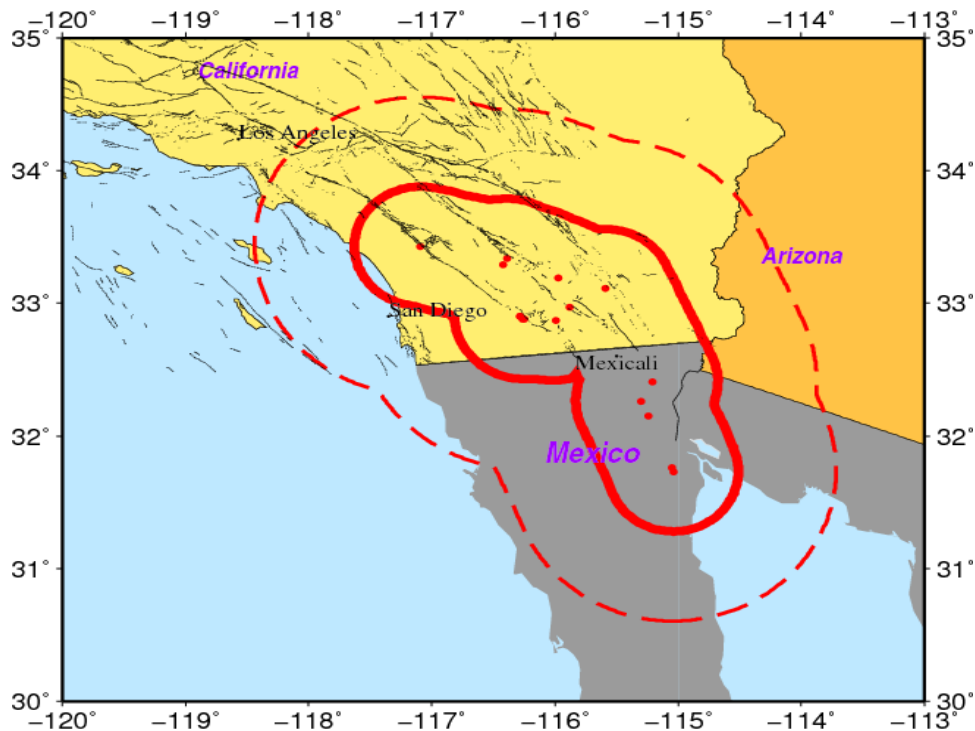 −120° −119° −118° −117° −116° −115° −114° −113°
35° 35°
California
Los Angeles
34° 34°
Arizona
33° 33°
San Diego
Mexicali
32° 32°
Mexico
31° 31°
30° 30°
−120° −119° −118° −117° −116° −115° −114° −113°